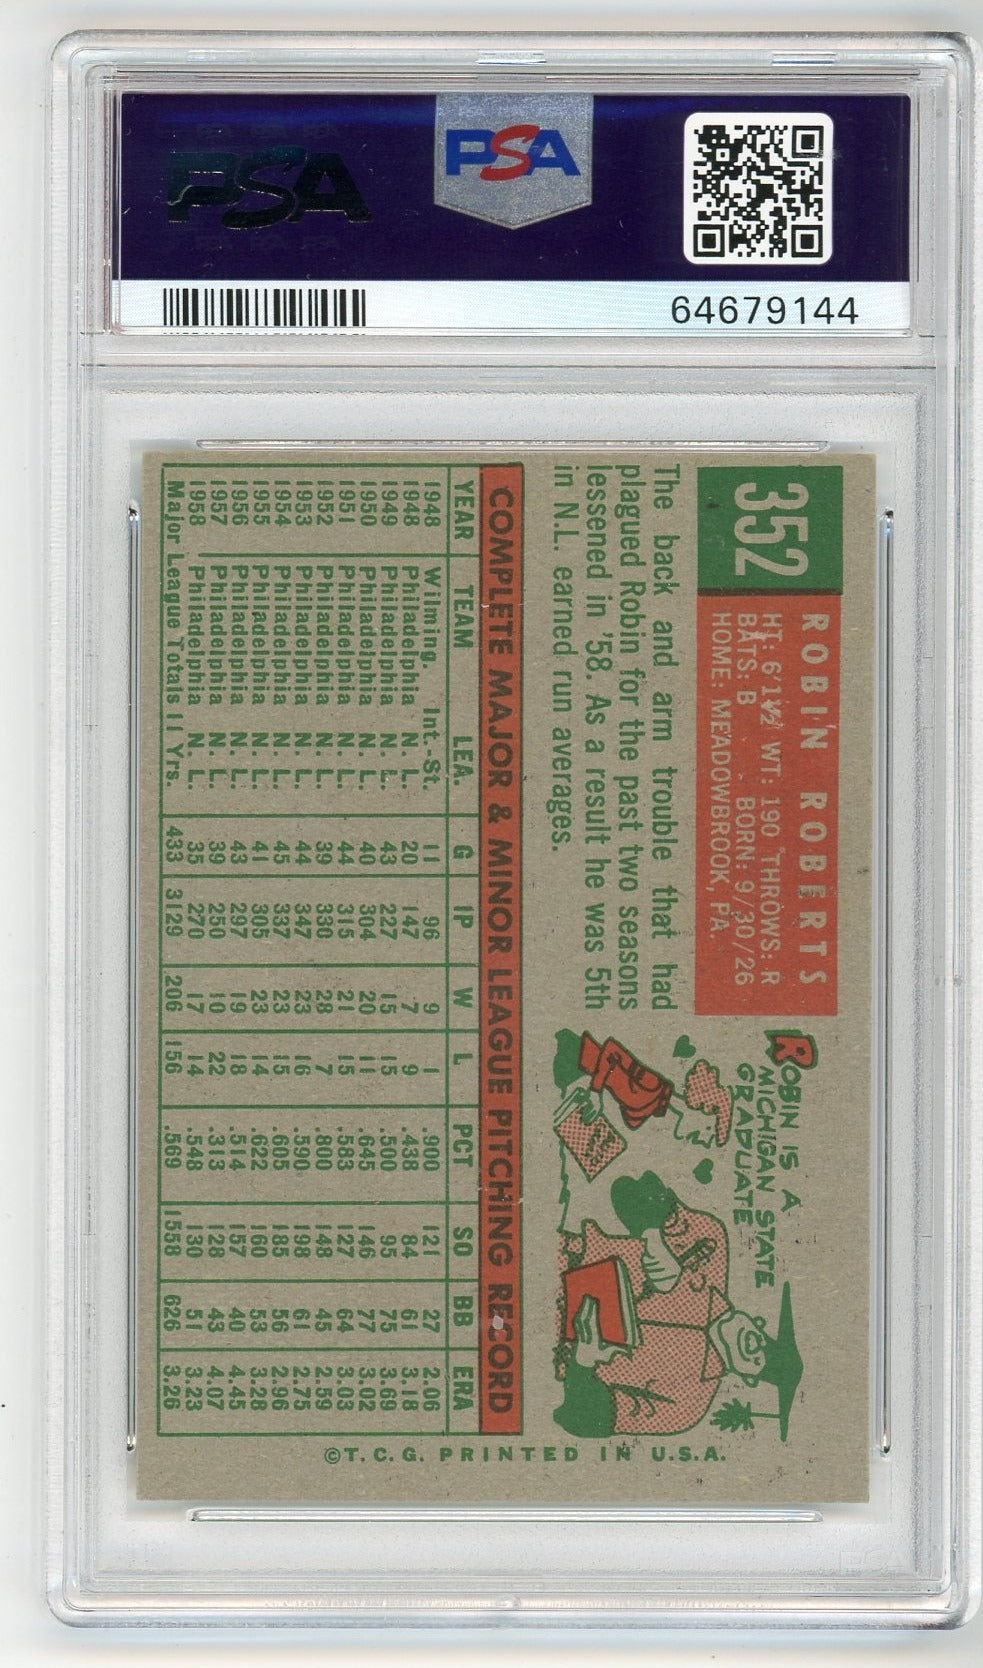 PSA
PSA
64679144
352
ROBIN ROBERTS
HT: 6'1½" WT: 190 THROWS: R
BATS: B BORN: 9/30/26
HOME: MEADOWBROOK, PA.
The back and arm trouble that had
plagued Robin for the past two seasons
lessened in '58. As a result he was 5th
in N.L. earned run averages.
ROBIN IS A
MICHIGAN STATE
GRADUATE
COMPLETE MAJOR & MINOR LEAGUE PITCHING RECORD
YEAR TEAM LEA. G IP W L PCT SO BB ERA
1948 Wilming. Int.-St. 11 96 9 1 .900 121 27 2.06
1948 Philadelphia N. L. 20 147 7 9 .438 84 61 3.18
1949 Philadelphia N. L. 43 227 15 15 .500 95 75 3.69
1950 Philadelphia N. L. 40 304 20 11 .645 146 77 3.02
1951 Philadelphia N. L. 44 315 21 15 .583 127 64 3.03
1952 Philadelphia N. L. 39 330 28 7 .800 148 45 2.59
1953 Philadelphia N. L. 44 347 23 16 .590 198 61 2.75
1954 Philadelphia N. L. 45 337 23 15 .605 185 56 2.96
1955 Philadelphia N. L. 41 305 23 14 .622 160 53 3.28
1956 Philadelphia N. L. 43 297 19 18 .514 157 40 4.45
1957 Philadelphia N. L. 39 250 10 22 .313 128 43 4.07
1958 Philadelphia N. L. 35 270 17 14 .548 130 51 3.23
Major League Totals 11 Yrs. 433 3129 206 156 .569 1558 626 3.26
©T. C. G. PRINTED IN U.S.A.